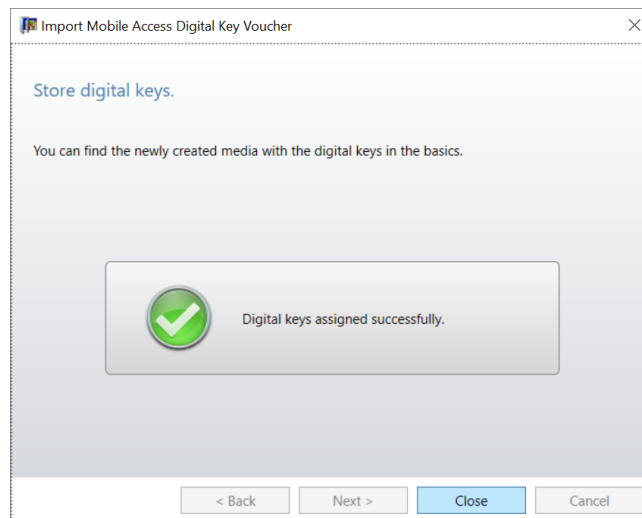 Import Mobile Access Digital Key Voucher
Store digital keys.
You can find the newly created media with the digital keys in the basics.
Digital keys assigned successfully.
< Back Next > Close Cancel